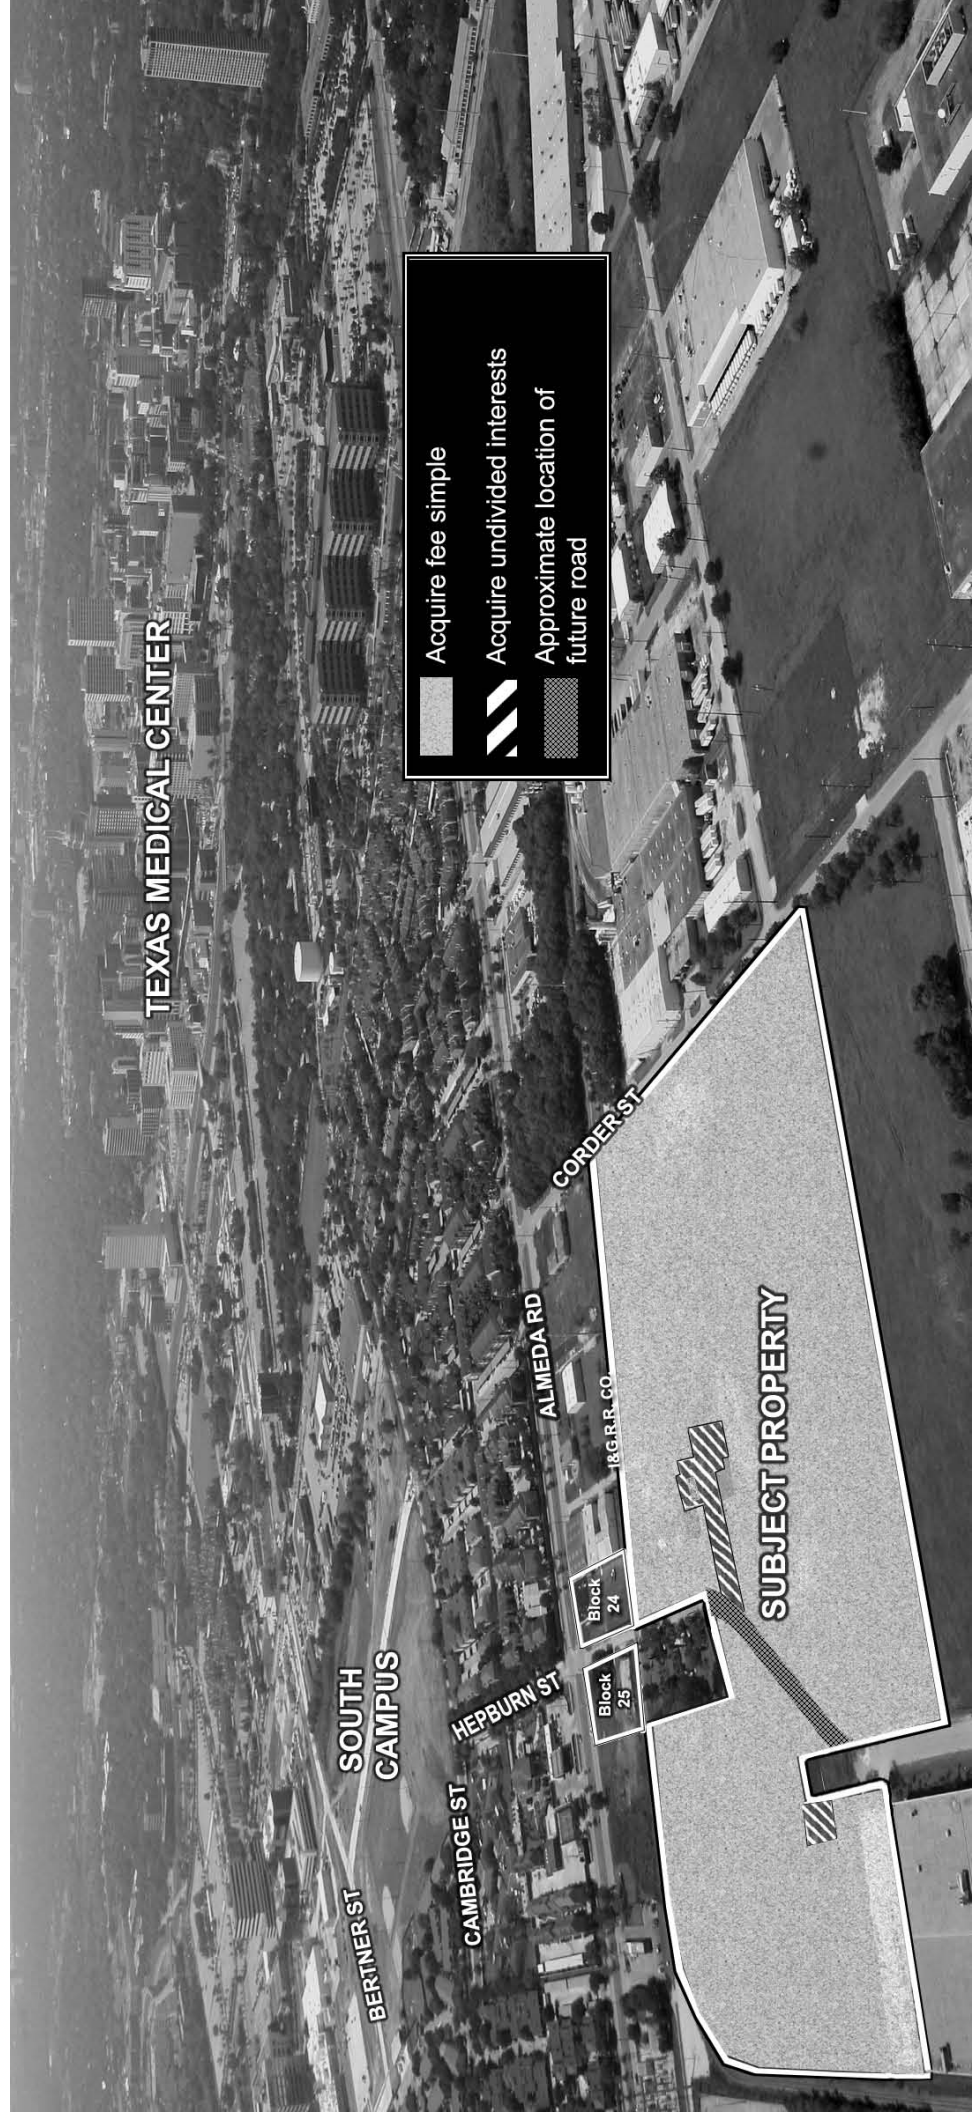 TEXAS MEDICAL CENTER
SOUTH
CAMPUS
BERTNER ST
CAMBRIDGE ST
HEPBURN ST
ALMEDA RD
CORDER ST
I&G.R.R. CO.
Block
25
Block
24
SUBJECT PROPERTY
Acquire fee simple
Acquire undivided interests
Approximate location of
future road